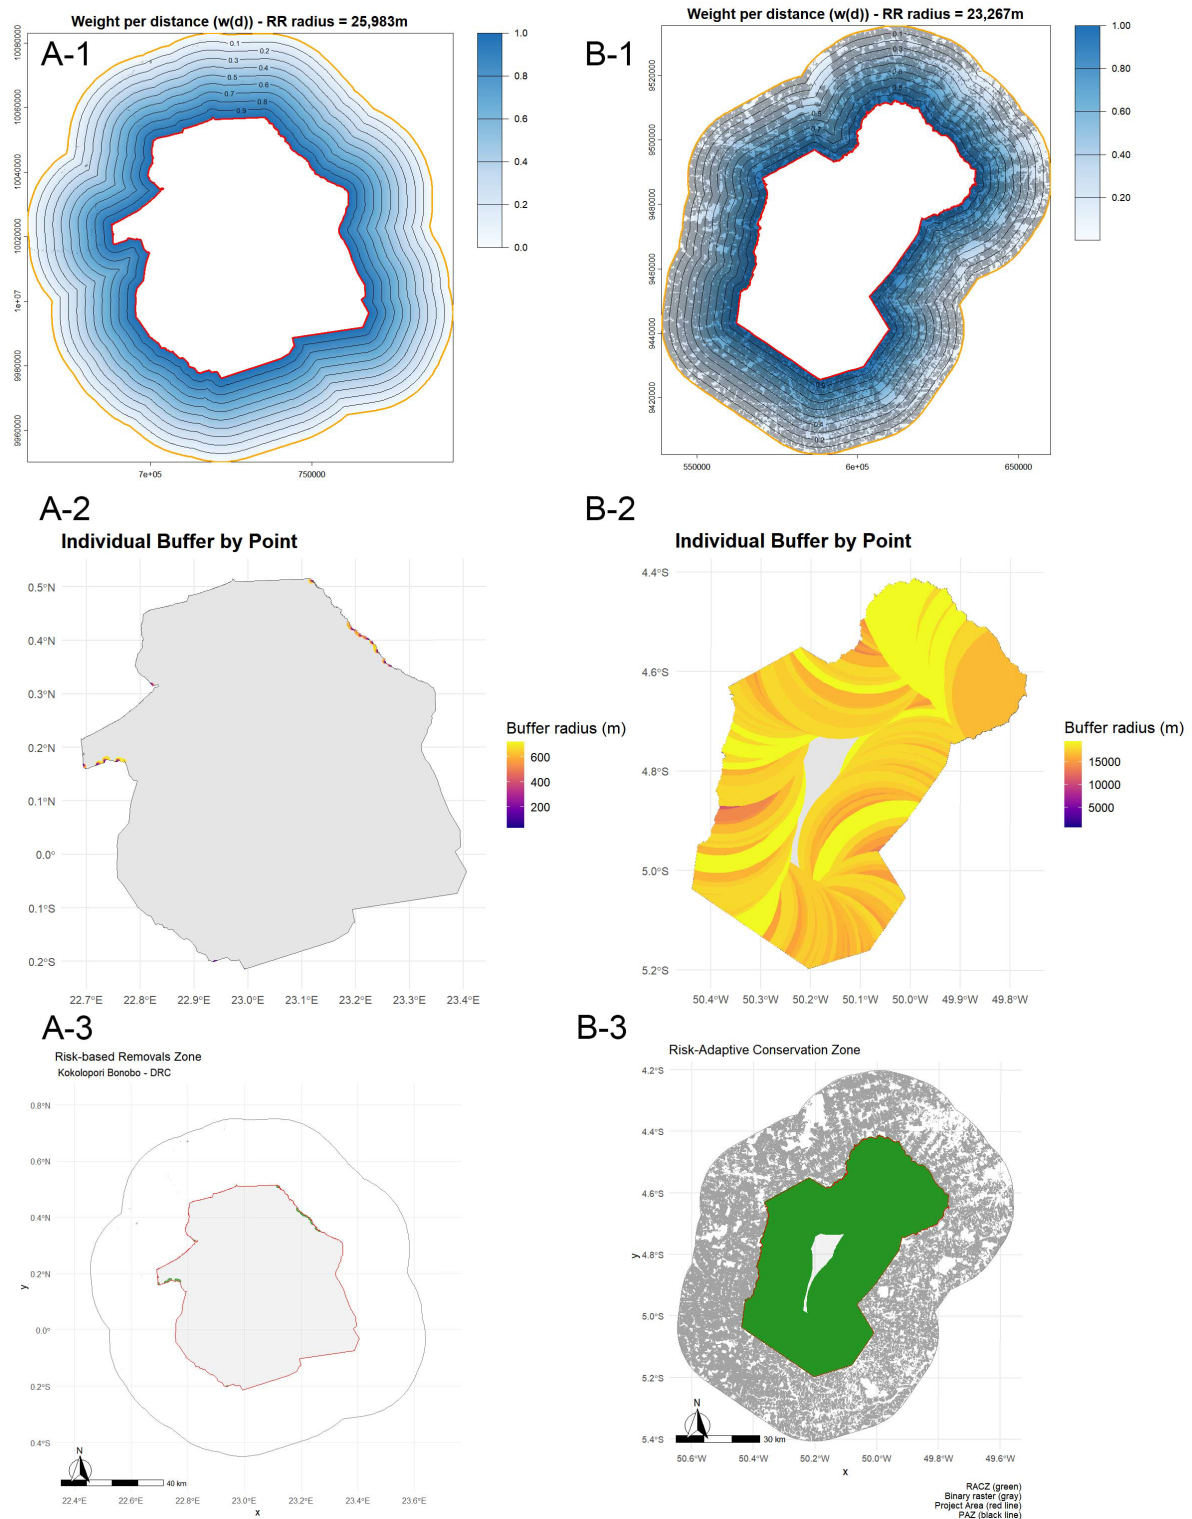 Weight per distance (w(d)) - RR radius = 25,983m
A-1
10080000
10060000
10040000
10020000
1e+07
9980000
9960000
0.1
0.2
0.3
0.4
0.5
0.6
0.7
0.8
0.9
7e+05
750000
1.0
0.8
0.6
0.4
0.2
0.0
Weight per distance (w(d)) - RR radius = 23,267m
B-1
9520000
9500000
9480000
9460000
9440000
9420000
550000
6e+05
650000
1.00
0.80
0.60
0.40
0.20
A-2
Individual Buffer by Point
0.5°N
0.4°N
0.3°N
0.2°N
0.1°N
0.0°
0.1°S
0.2°S
22.7°E 22.8°E 22.9°E 23.0°E 23.1°E 23.2°E 23.3°E 23.4°E
Buffer radius (m)
600
400
200
B-2
Individual Buffer by Point
4.4°S
4.6°S
4.8°S
5.0°S
5.2°S
50.4°W 50.3°W 50.2°W 50.1°W 50.0°W 49.9°W 49.8°W
Buffer radius (m)
15000
10000
5000
A-3
Risk-based Removals Zone
Kokolopori Bonobo - DRC
0.8°N
0.6°N
0.4°N
0.2°N
0.0°
0.2°S
0.4°S
y
N
40 km
22.4°E 22.6°E 22.8°E 23.0°E 23.2°E 23.4°E 23.6°E
x
B-3
Risk-Adaptive Conservation Zone
4.2°S
4.4°S
4.6°S
4.8°S
5.0°S
5.2°S
5.4°S
y
N
30 km
50.6°W 50.4°W 50.2°W 50.0°W 49.8°W 49.6°W
x
RACZ (green)
Binary raster (gray)
Project Area (red line)
PAZ (black line)